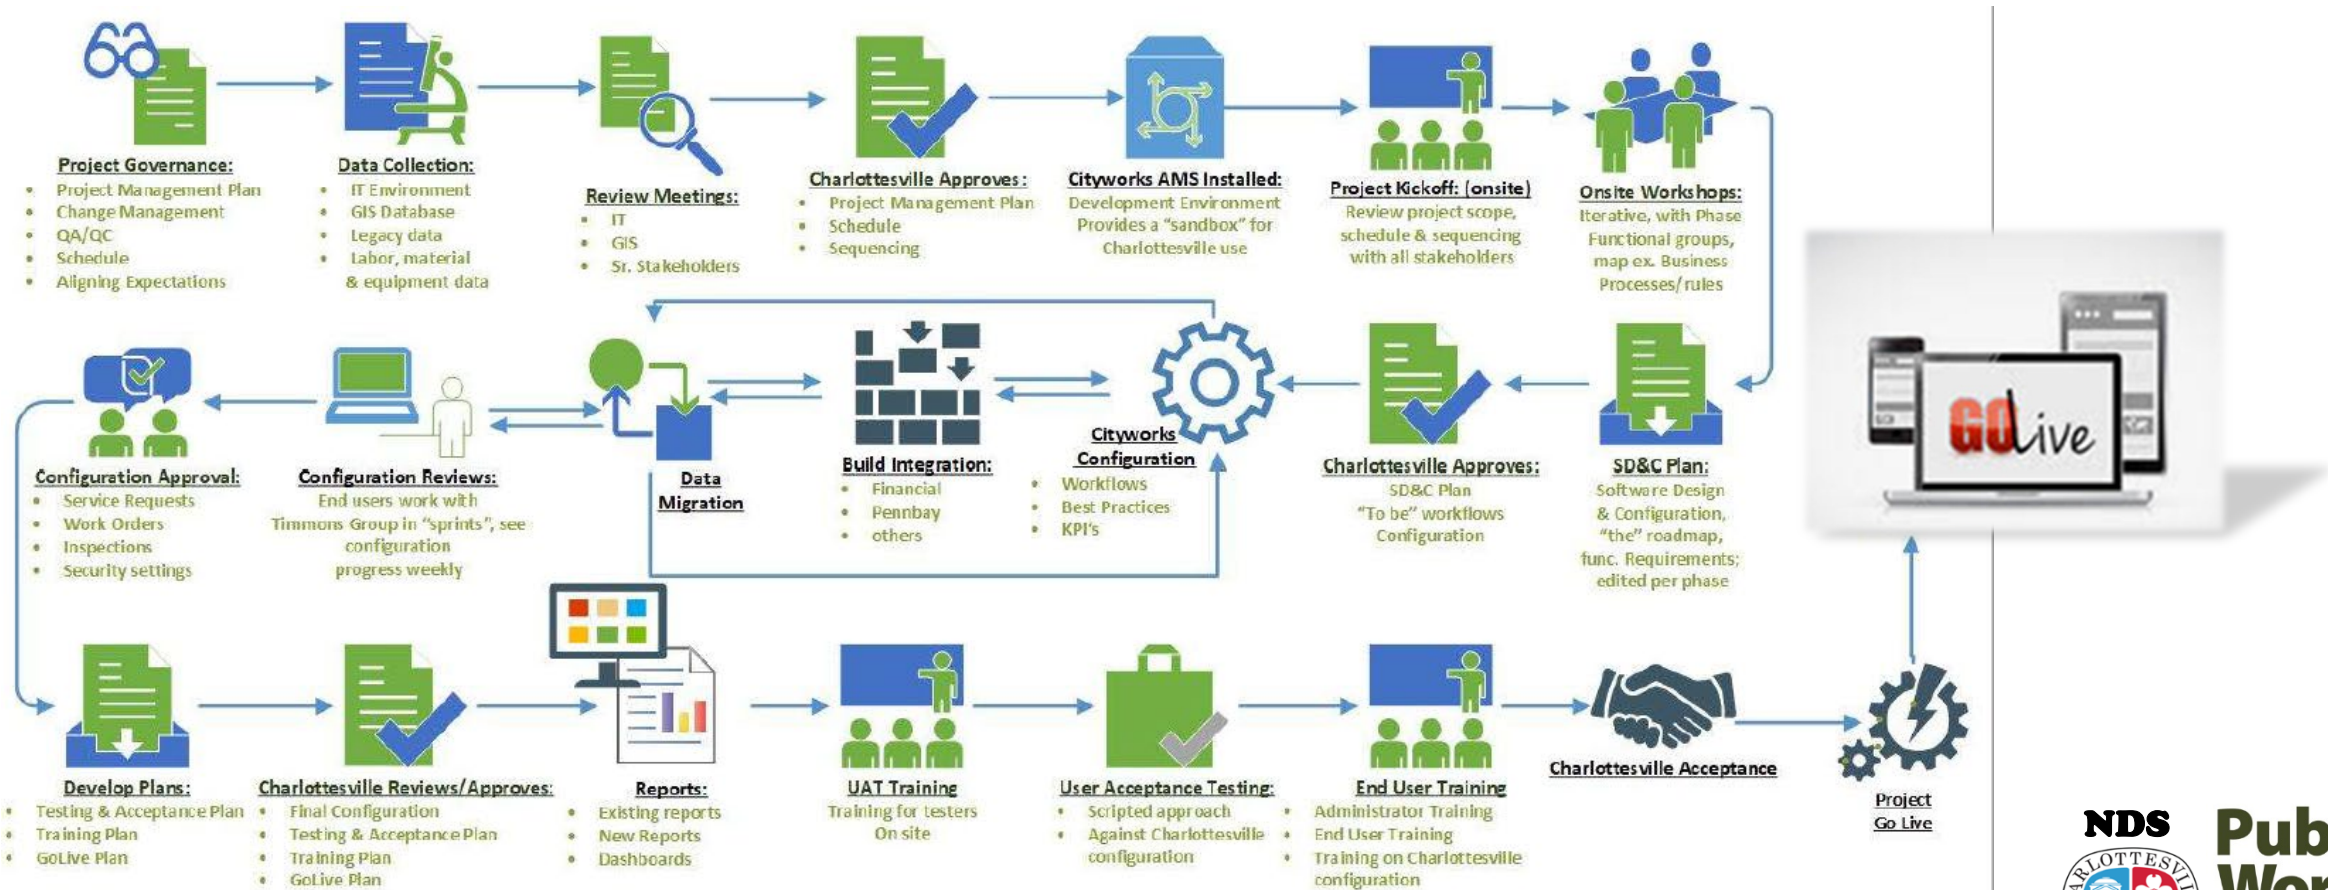 Project Governance:
• Project Management Plan
• Change Management
• QA/QC
• Schedule
• Aligning Expectations
Data Collection:
• IT Environment
• GIS Database
• Legacy data
• Labor, material
& equipment data
Review Meetings:
• IT
• GIS
• Sr. Stakeholders
Charlottesville Approves:
• Project Management Plan
• Schedule
• Sequencing
Cityworks AMS Installed:
Development Environment
Provides a "sandbox" for
Charlottesville use
Project Kickoff: (onsite)
Review project scope,
schedule & sequencing
with all stakeholders
Onsite Workshops:
Iterative, with Phase
Functional groups,
map ex. Business
Processes/rules
SD&C Plan:
Software Design
& Configuration,
"the" roadmap,
func. Requirements;
edited per phase
Charlottesville Approves:
SD&C Plan
"To be" workflows
Configuration
Cityworks
Configuration
• Workflows
• Best Practices
• KPI's
Build Integration:
• Financial
• Pennbay
• others
Data
Migration
Configuration Reviews:
End users work with
Timmons Group in "sprints", see
configuration
progress weekly
Configuration Approval:
• Service Requests
• Work Orders
• Inspections
• Security settings
Develop Plans:
• Testing & Acceptance Plan
• Training Plan
• GoLive Plan
Charlottesville Reviews/Approves:
• Final Configuration
• Testing & Acceptance Plan
• Training Plan
• GoLive Plan
Reports:
• Existing reports
• New Reports
• Dashboards
UAT Training
Training for testers
On site
User Acceptance Testing:
• Scripted approach
• Against Charlottesville
configuration
End User Training
• Administrator Training
• End User Training
• Training on Charlottesville
configuration
Charlottesville Acceptance
Project
Go Live
GOLive
NDS
Pub